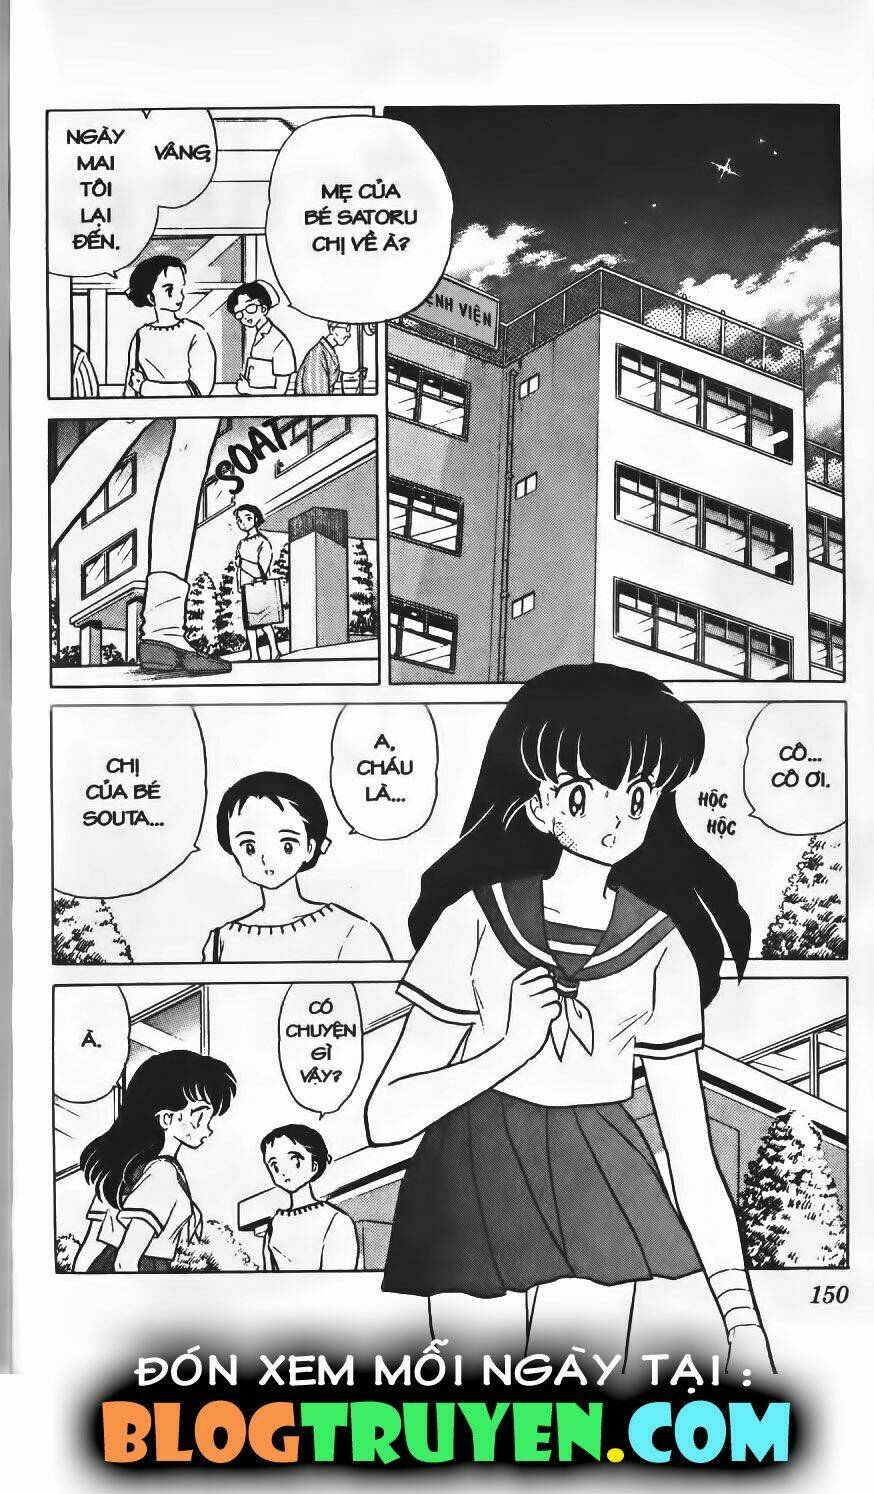 ỆNH VIỆN
MẸ CỦA
BÉ SATORU
CHỊ VỀ À?
VÂNG,
NGÀY
MAI
TÔI
LẠI
ĐẾN.
SOẠT
CÔ...
CÔ ƠI.
HỘC
HỘC
A,
CHÁU
LÀ...
CHỊ
CỦA BÉ
SOUTA...
CÓ
CHUYỆN
GÌ
VẬY?
À.
150
ĐÓN XEM MỖI NGÀY TẠI :
BLOGTRUYEN.COM